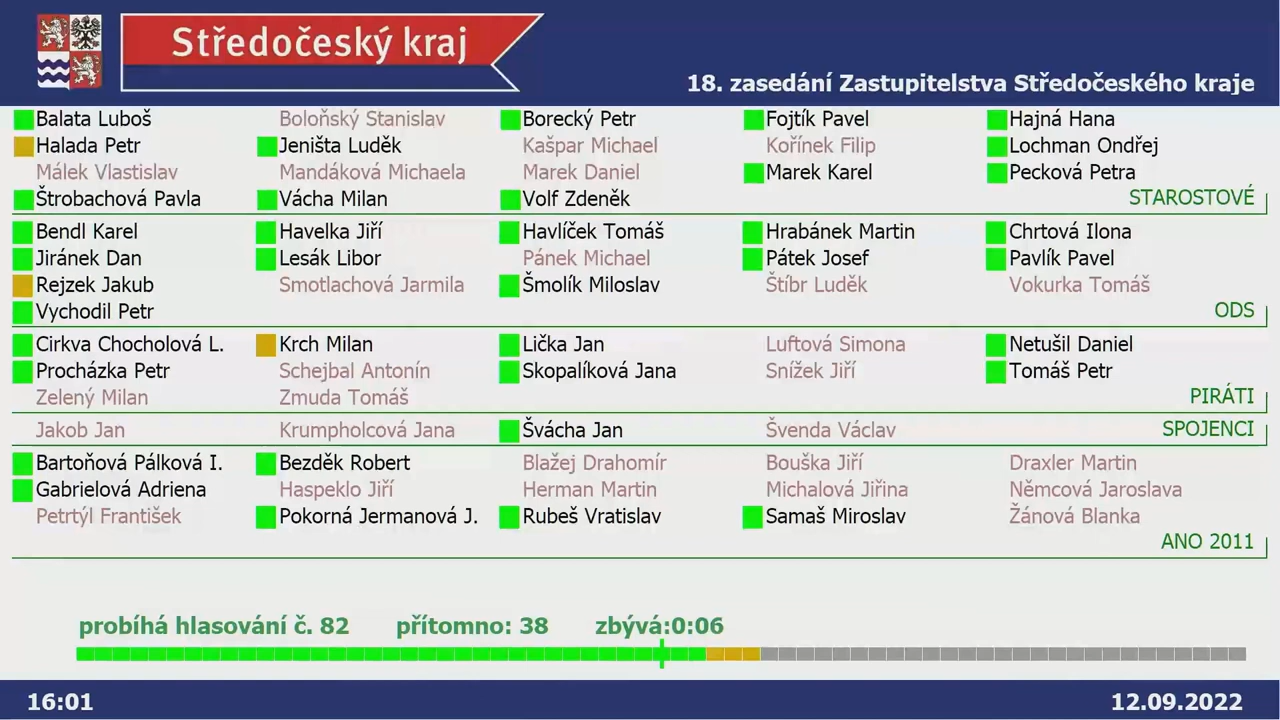 Středočeský kraj
18. zasedání Zastupitelstva Středočeského kraje
Balata Luboš Boloňský Stanislav Borecký Petr Fojtík Pavel Hajná Hana
Halada Petr Jeništa Luděk Kašpar Michael Kořínek Filip Lochman Ondřej
Málek Vlastislav Mandáková Michaela Marek Daniel Marek Karel Pecková Petra
Štrobachová Pavla Vácha Milan Volf Zdeněk STAROSTOVÉ
Bendl Karel Havelka Jiří Havlíček Tomáš Hrabánek Martin Chrtová Ilona
Jiránek Dan Lesák Libor Pánek Michael Pátek Josef Pavlík Pavel
Rejzek Jakub Smotlachová Jarmila Šmolík Miloslav Štíbr Luděk Vokurka Tomáš
Vychodil Petr ODS
Cirkva Chocholová L. Krch Milan Lička Jan Luftová Simona Netušil Daniel
Procházka Petr Schejbal Antonín Skopalíková Jana Snížek Jiří Tomáš Petr
Zelený Milan Zmuda Tomáš PIRÁTI
Jakob Jan Krumpholcová Jana Švácha Jan Švenda Václav SPOJENCI
Bartoňová Pálková I. Bezděk Robert Blažej Drahomír Bouška Jiří Draxler Martin
Gabrielová Adriena Haspeklo Jiří Herman Martin Michalová Jiřina Němcová Jaroslava
Petrtýl František Pokorná Jermanová J. Rubeš Vratislav Samaš Miroslav Žánová Blanka
ANO 2011
probíhá hlasování č. 82 přítomno: 38 zbývá:0:06
16:01 12.09.2022